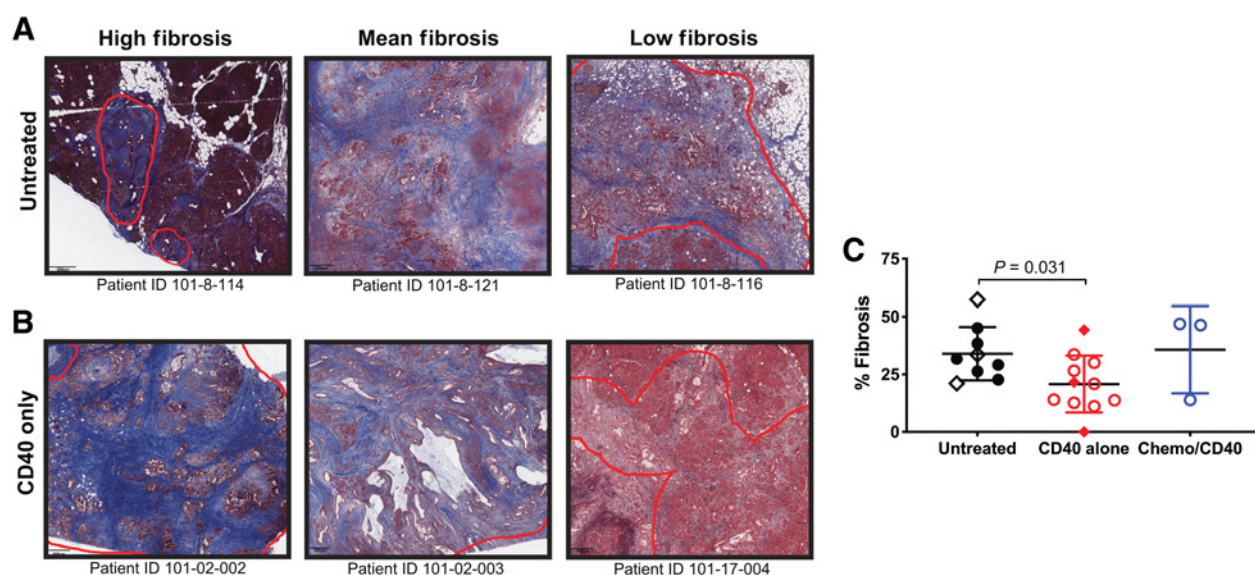 A
High fibrosis Mean fibrosis Low fibrosis
Untreated
Patient ID 101-8-114 Patient ID 101-8-121 Patient ID 101-8-116
B
CD40 only
Patient ID 101-02-002 Patient ID 101-02-003 Patient ID 101-17-004
C
% Fibrosis
75
50
25
0
P = 0.031
Untreated CD40 alone Chemo/CD40